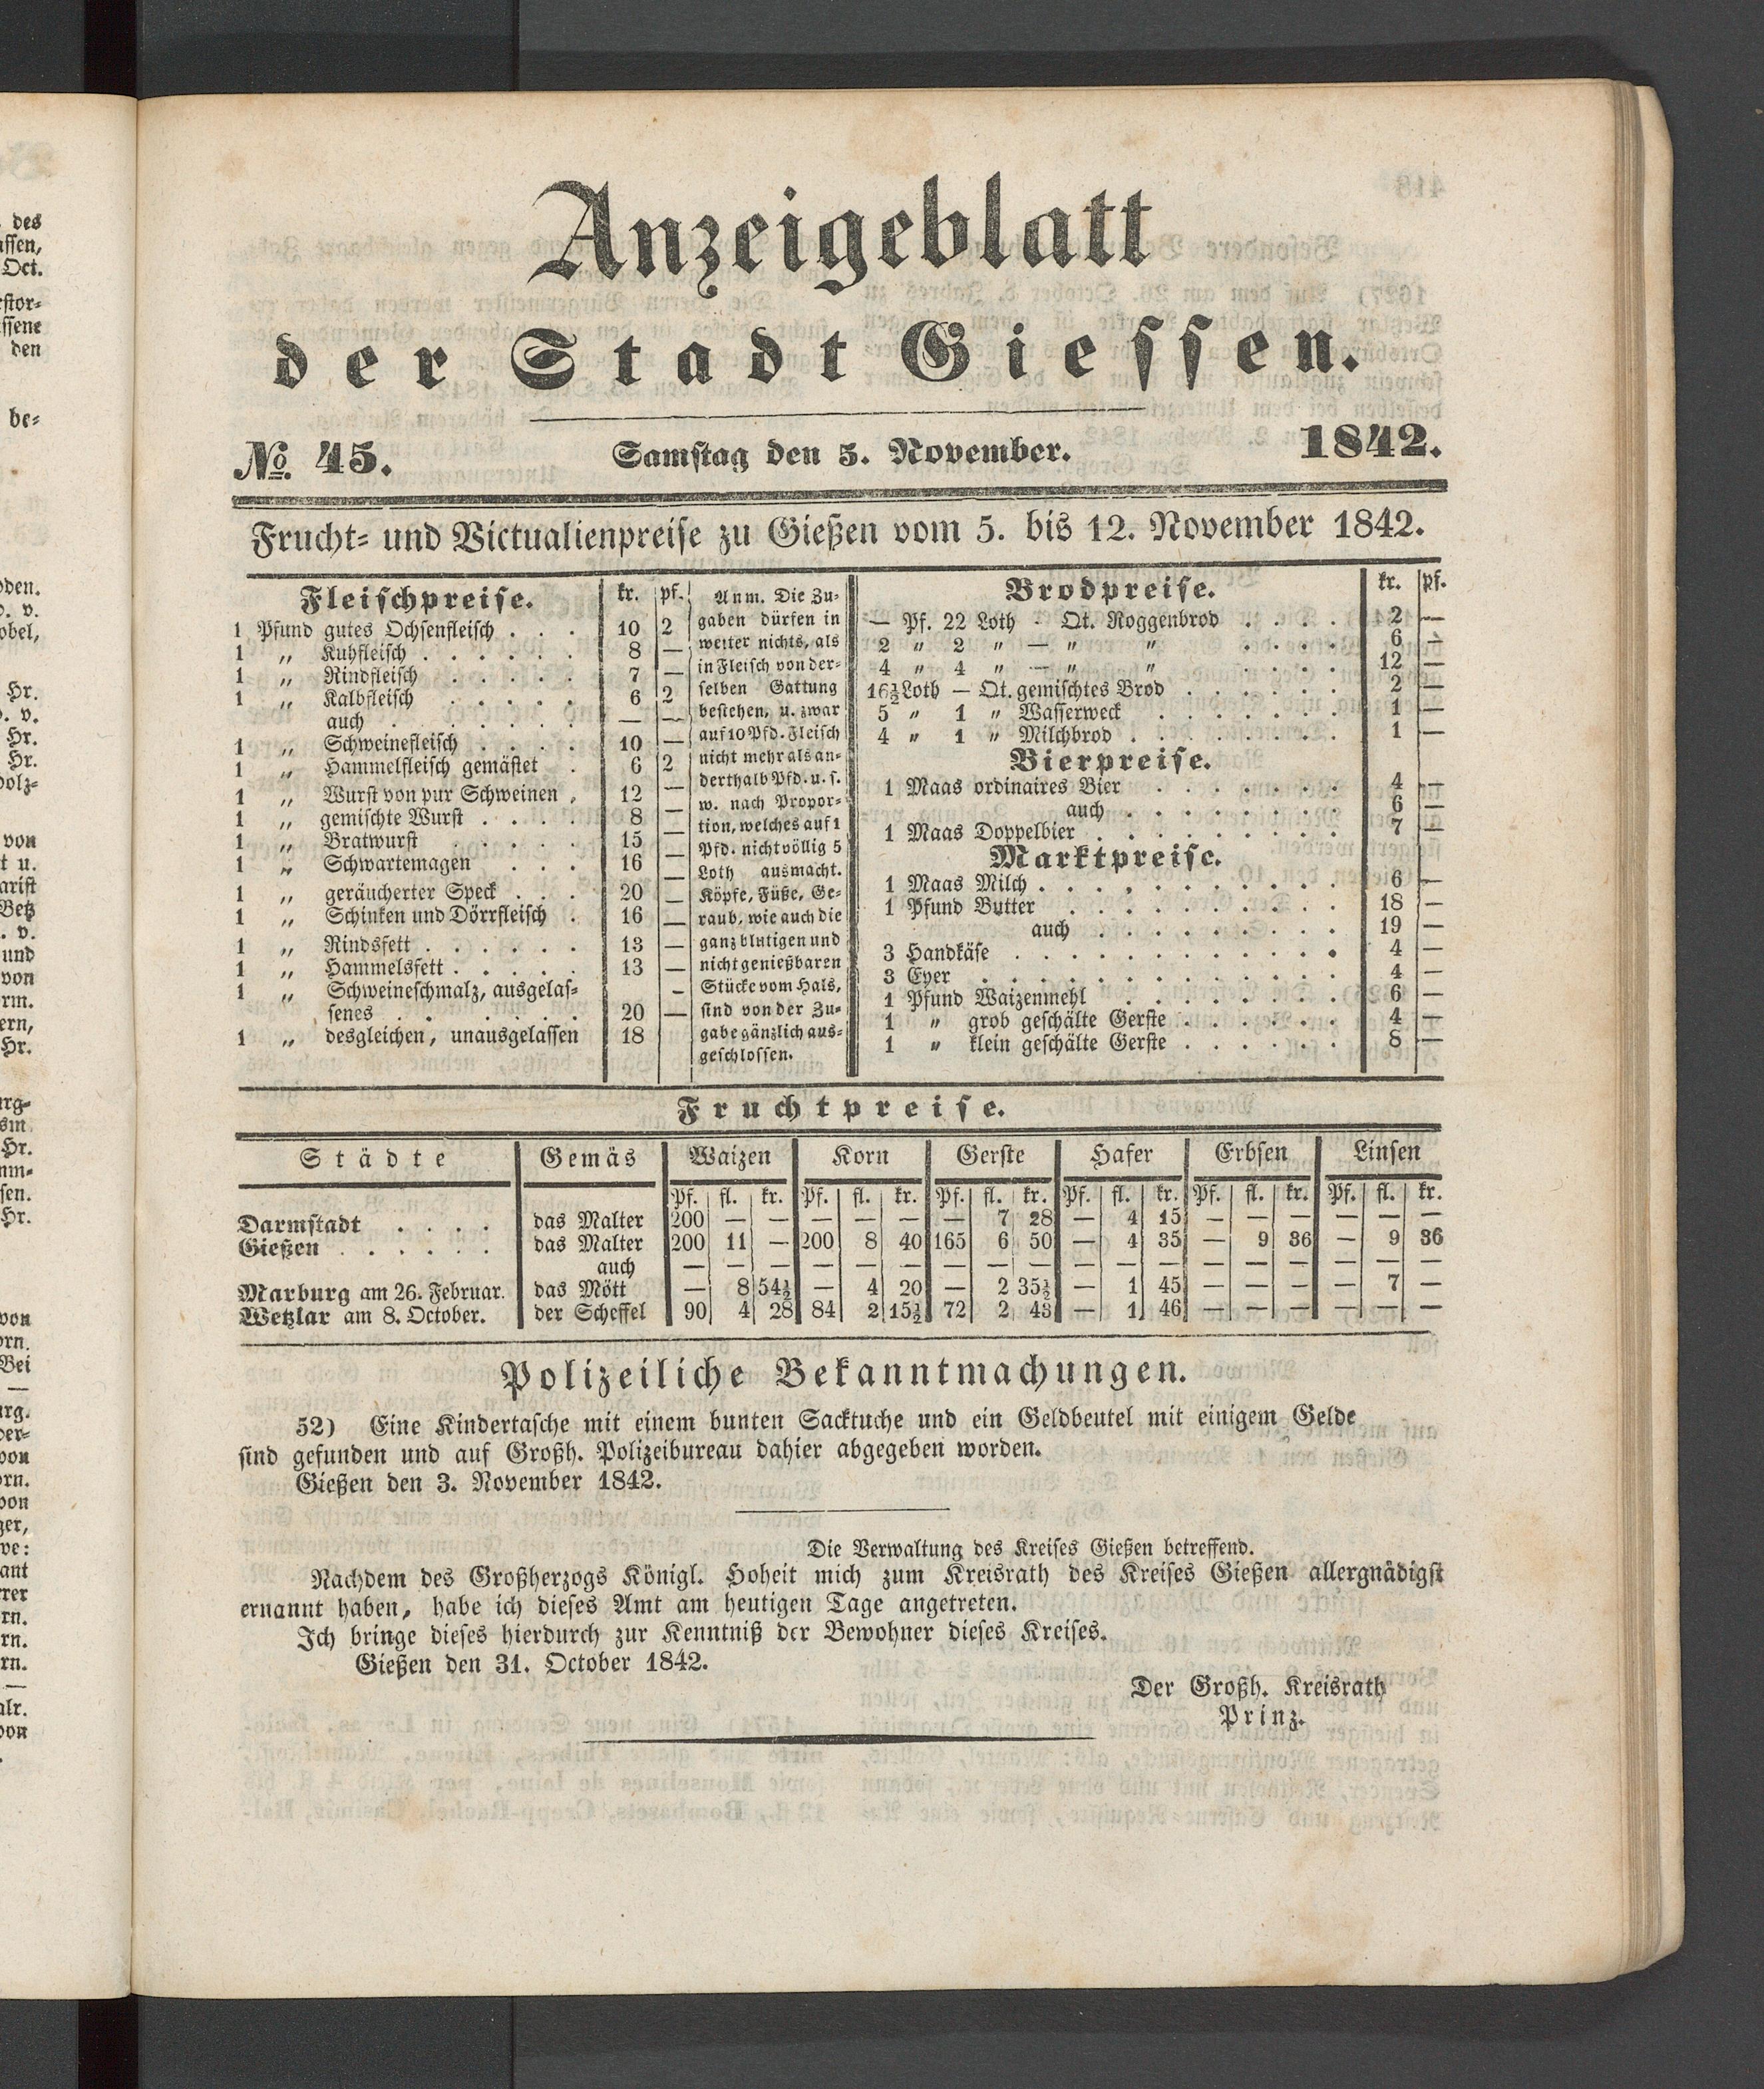 Anzeigeblatt
der Stadt Giessen.
No. 45. Samstag den 5. November. 1842.
Frucht- und Victualienpreise zu Gießen vom 5. bis 12. November 1842.
Fleischpreise. kr. pf.
1 Pfund gutes Ochsenfleisch . . . 10 2
1 „ Kuhfleisch . . . . . . 8 —
1 „ Rindfleisch . . . . . 7 —
1 „ Kalbfleisch . . . . . 6 2
auch . . . . . . — —
1 „ Schweinefleisch . . . . 10 —
1 „ Hammelfleisch gemästet . 6 2
1 „ Wurst von pur Schweinen . 12 —
1 „ gemischte Wurst . . . . 8 —
1 „ Bratwurst . . . . . 15 —
1 „ Schwartemagen . . . . 16 —
1 „ geräucherter Speck . . . 20 —
1 „ Schinken und Dörrfleisch . 16 —
1 „ Rindsfett . . . . . . 13 —
1 „ Hammelsfett . . . . . 13 —
1 „ Schweineschmalz, ausgelas- –
senes . . . . . . 20 —
1 „ desgleichen, unausgelassen 18
Anm. Die Zu-
gaben dürfen in
weiter nichts, als
in Fleisch von der-
selben Gattung
bestehen, u. zwar
auf 10 Pfd. Fleisch
nicht mehr als an-
derthalb Pfd. u. s.
w. nach Propor-
tion, welches auf 1
Pfd. nicht völlig 5
Loth ausmacht.
Köpfe, Füße, Ge-
raub, wie auch die
ganz blutigen und
nicht genießbaren
Stücke vom Hals,
sind von der Zu-
gabe gänzlich aus-
geschlossen.
Brodpreise. kr. pf.
— Pf. 22 Loth - Qt. Roggenbrod . . . . 2 —
2 „ 2 „ — „ „ . . . . 6 —
4 „ 4 „ — „ „ . . . . 12 —
16½ Loth — Qt. gemischtes Brod . . . . . . 2 —
5 „ 1 „ Wasserweck . . . . . . . 1 —
4 „ 1 „ Milchbrod . . . . . . . . 1 —
Bierpreise.
1 Maas ordinaires Bier . . . . . . . 4 —
auch . . . . . . . . 6 —
1 Maas Doppelbier . . . . . . . . . 7 —
Marktpreise.
1 Maas Milch . . . . . . . . . . . 6 —
1 Pfund Butter . . . . . . . . . . 18 —
auch . . . . . . . . . 19 —
3 Handkäse . . . . . . . . . . . . 4 —
3 Eyer . . . . . . . . . . . . . 4 —
1 Pfund Waizenmehl . . . . . . . . 6 —
1 „ grob geschälte Gerste . . . . . . 4 —
1 „ klein geschälte Gerste . . . . . . 8 —
Fruchtpreise.
Städte Gemäs Waizen Korn Gerste Hafer Erbsen Linsen
Pf. fl. kr. Pf. fl. kr. Pf. fl. kr. Pf. fl. kr. Pf. fl. kr. Pf. fl. kr.
Darmstadt . . . . das Malter 200 — — — — — — 7 28 — 4 15 — — — — — —
Gießen . . . . . . das Malter 200 11 — 200 8 40 165 6 50 — 4 35 — 9 36 — 9 36
auch — — — — — — — — — — — — — — — — — —
Marburg am 26. Februar. das Mött — 8 54½ — 4 20 — 2 35½ — 1 45 — — — — 7 —
Wetzlar am 8. October. der Scheffel 90 4 28 84 2 15½ 72 2 43 — 1 46 — — — — — —
Polizeiliche Bekanntmachungen.
52) Eine Kindertasche mit einem bunten Sacktuche und ein Geldbeutel mit einigem Gelde
sind gefunden und auf Großh. Polizeibureau dahier abgegeben worden.
Gießen den 3. November 1842.
Die Verwaltung des Kreises Gießen betreffend.
Nachdem des Großherzogs Königl. Hoheit mich zum Kreisrath des Kreises Gießen allergnädigst
ernannt haben, habe ich dieses Amt am heutigen Tage angetreten.
Ich bringe dieses hierdurch zur Kenntniß der Bewohner dieses Kreises.
Gießen den 31. October 1842.
Der Großh. Kreisrath
Prinz.